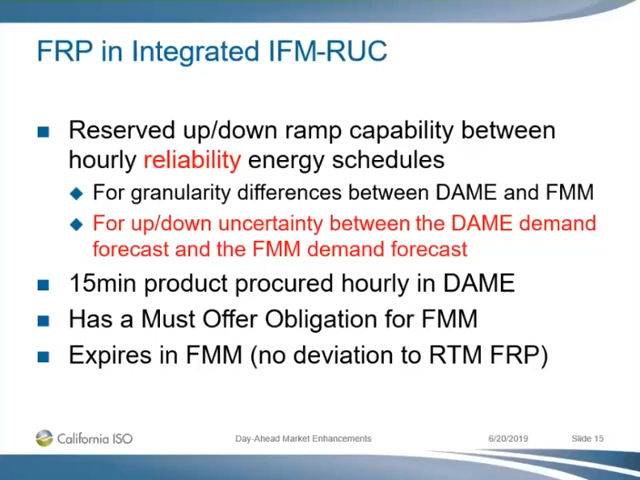 FRP in Integrated IFM-RUC
Reserved up/down ramp capability between
hourly reliability energy schedules
For granularity differences between DAME and FMM
For up/down uncertainty between the DAME demand
forecast and the FMM demand forecast
15min product procured hourly in DAME
Has a Must Offer Obligation for FMM
Expires in FMM (no deviation to RTM FRP)
California ISO
Day-Ahead Market Enhancements
6/20/2019
Slide 15